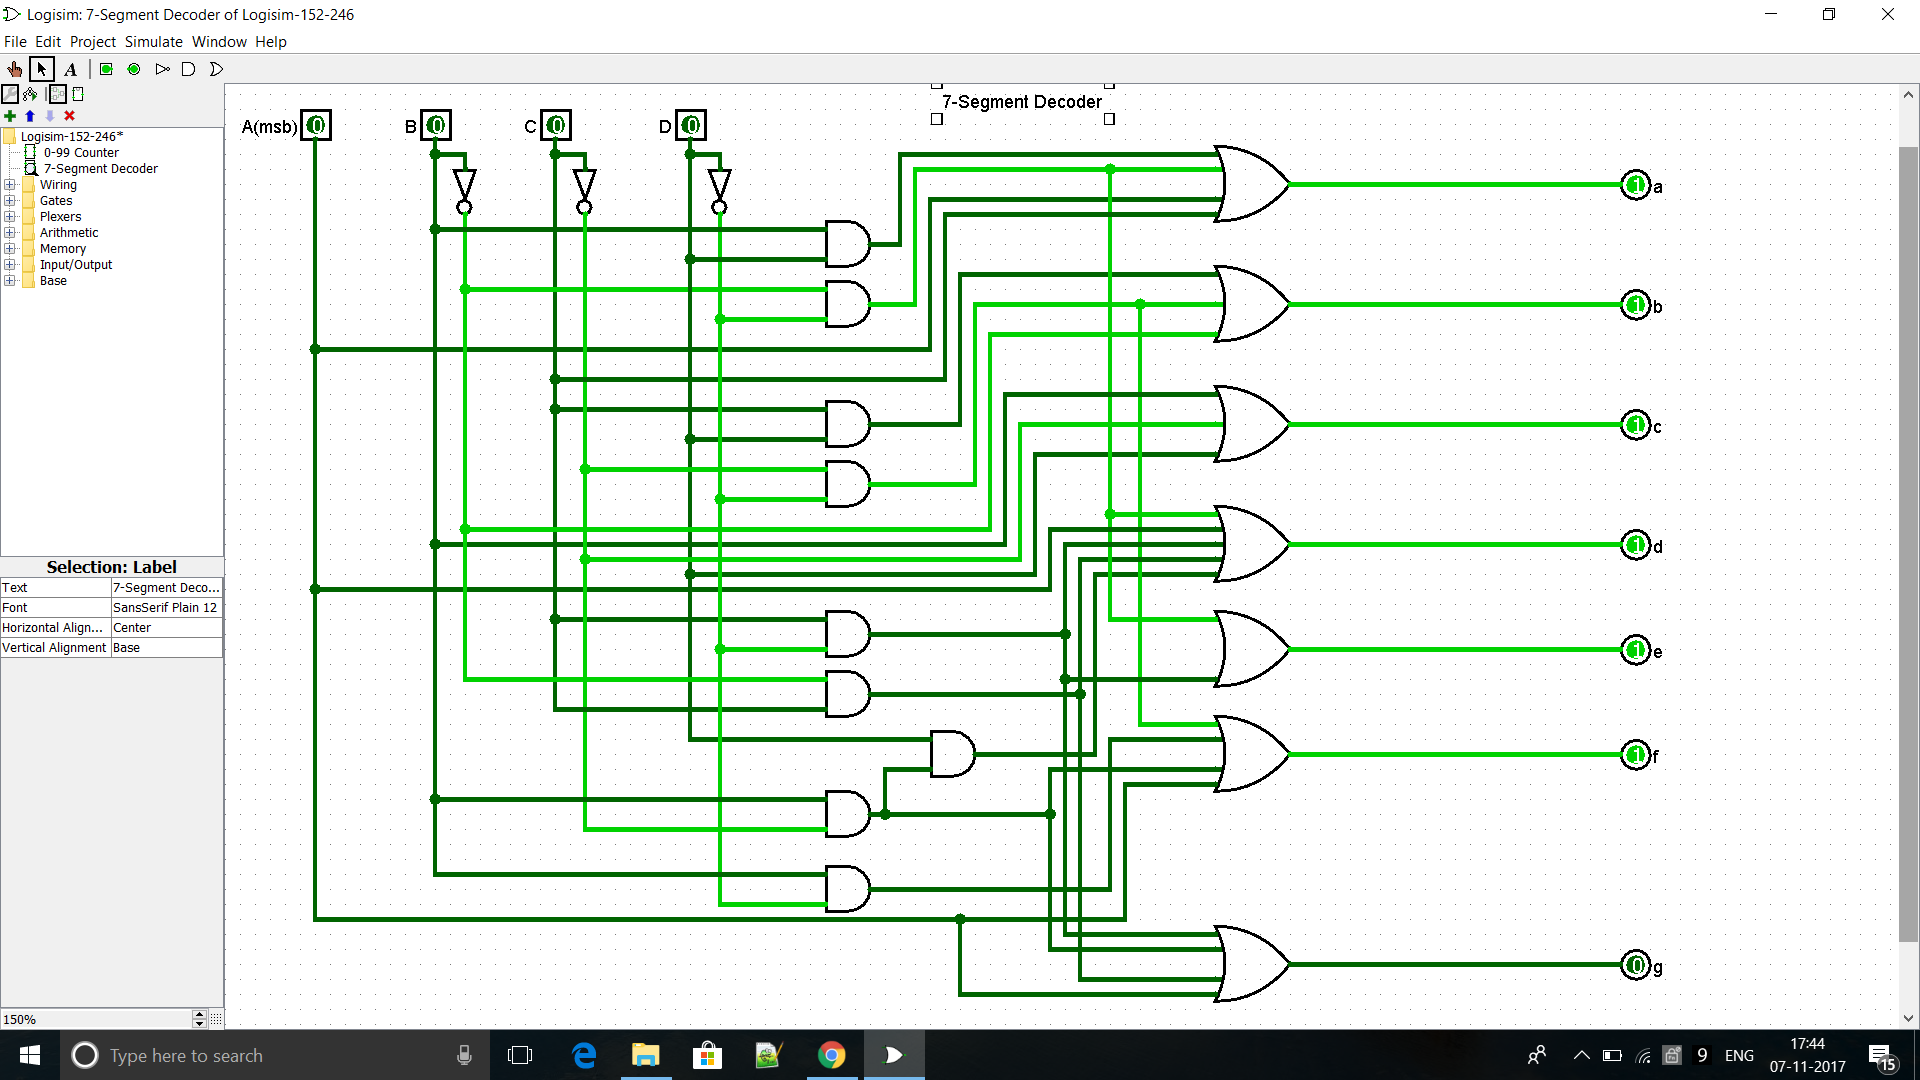 Logisim: 7-Segment Decoder of Logisim-152-246
File Edit Project Simulate Window Help
A
Logisim-152-246*
0-99 Counter
7-Segment Decoder
Wiring
Gates
Plexers
Arithmetic
Memory
Input/Output
Base
Selection: Label
Text 7-Segment Deco...
Font SansSerif Plain 12
Horizontal Align... Center
Vertical Alignment Base
150%
7-Segment Decoder
A(msb) 0 B 0 C 0 D 0
1 a
1 b
1 c
1 d
1 e
1 f
0 g
Type here to search
9 ENG
17:44
07-11-2017
15